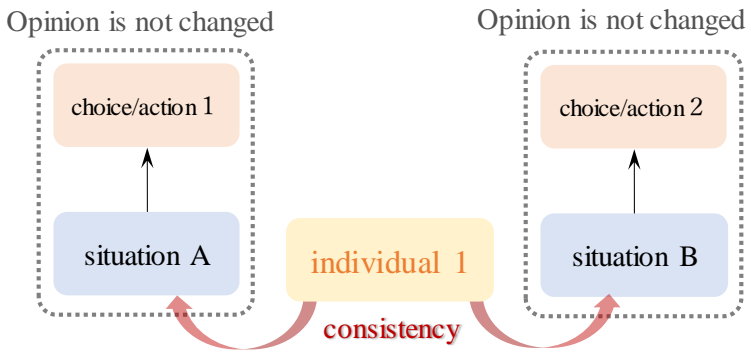 Opinion is not changed
Opinion is not changed
choice/action 1
choice/action 2
situation A
individual 1
situation B
consistency